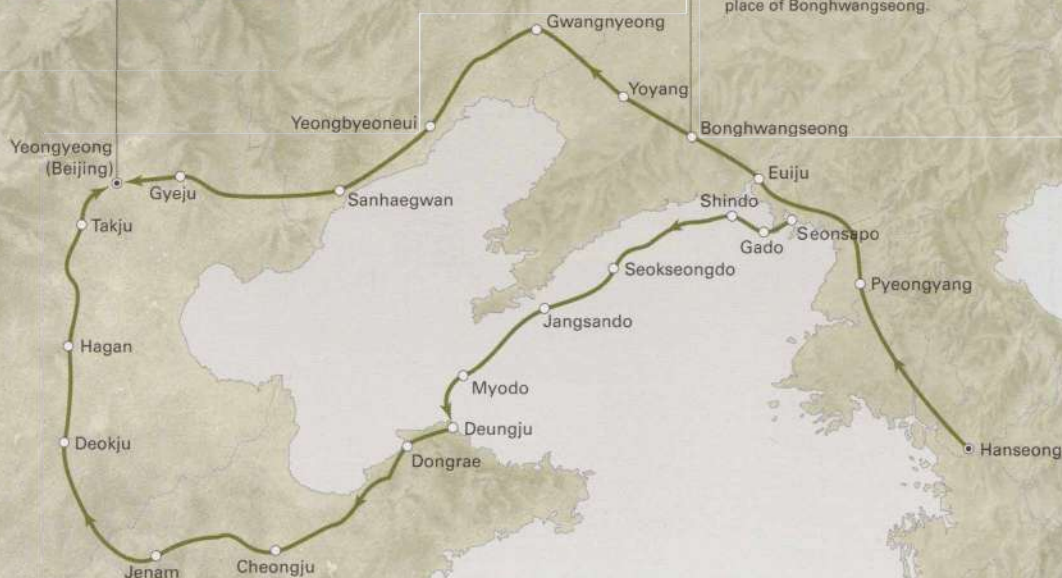 place of Bonghwangseong.
Gwangnyeong
Yoyang
Yeongbyeoneui
Bonghwangseong
Yeongyeong
(Beijing)
Gyeju
Sanhaegwan
Euiju
Shindo
Takju
Gado
Seonsapo
Seokseongdo
Pyeongyang
Jangsando
Hagan
Myodo
Deungju
Deokju
Dongrae
Hanseong
Cheongju
Jenam